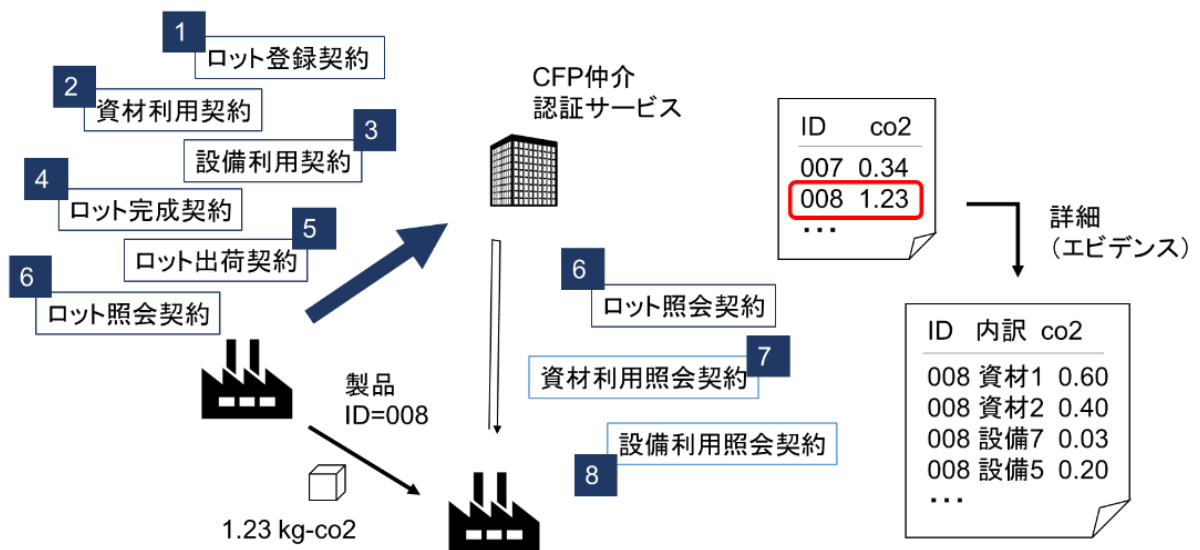 1
ロット登録契約
2
資材利用契約
3
設備利用契約
4
ロット完成契約
5
ロット出荷契約
6
ロット照会契約
CFP仲介
認証サービス
製品
ID=008
1.23 kg-co2
6
ロット照会契約
7
資材利用照会契約
8
設備利用照会契約
ID co2
007 0.34
008 1.23
・・・
詳細
（エビデンス）
ID 内訳 co2
008 資材1 0.60
008 資材2 0.40
008 設備7 0.03
008 設備5 0.20
・・・